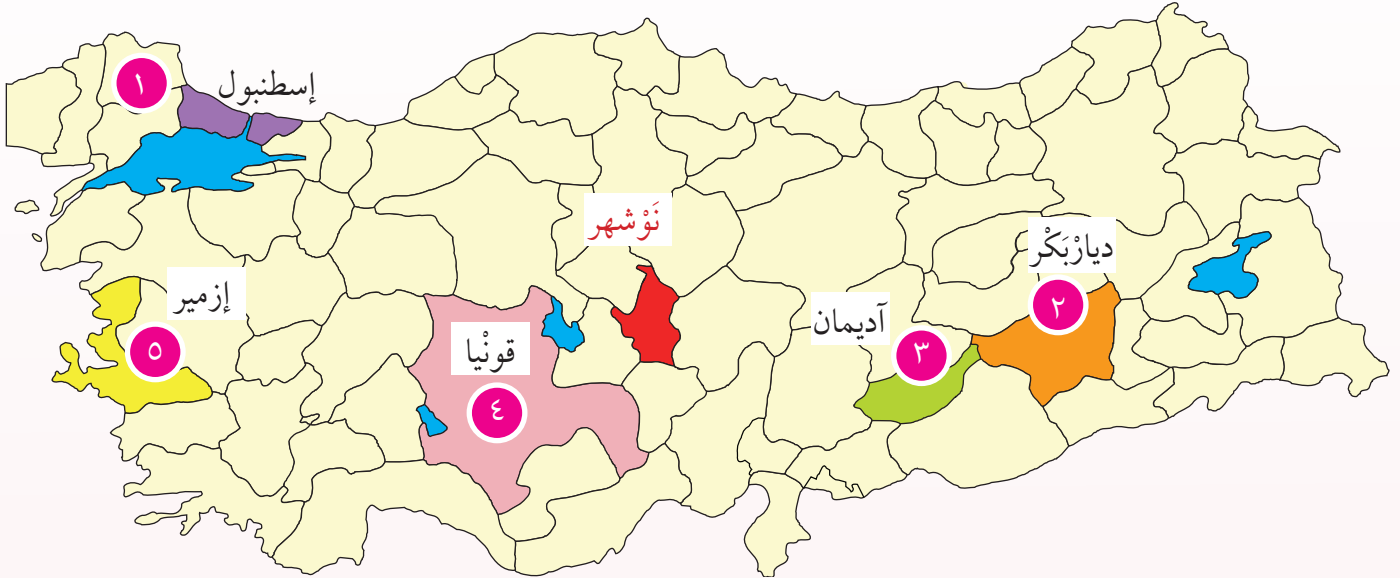 ١
إسطنبول
نَوْشهر
ديارْبَكْر
٢
إزمير
آديمان
٣
٥
قونْيا
٤